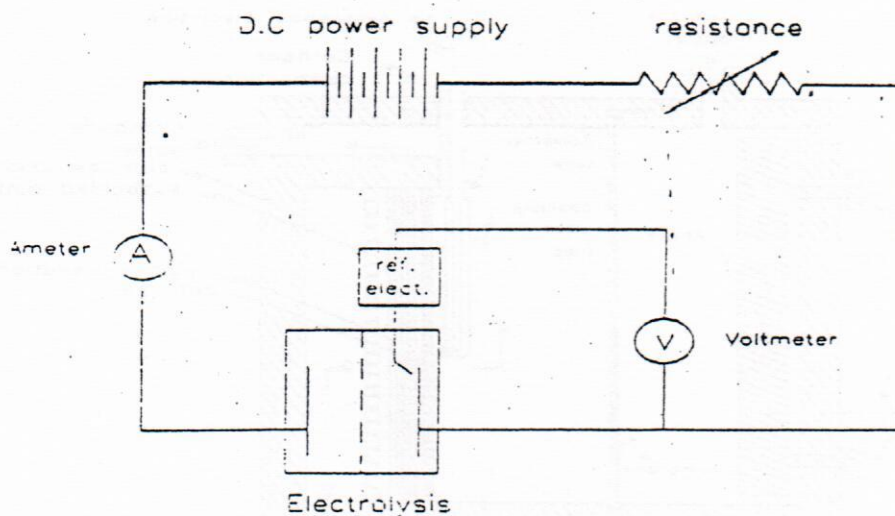 D.C power supply
resistance
Ameter
A
ref.
elect.
V
Voltmeter
Electrolysis